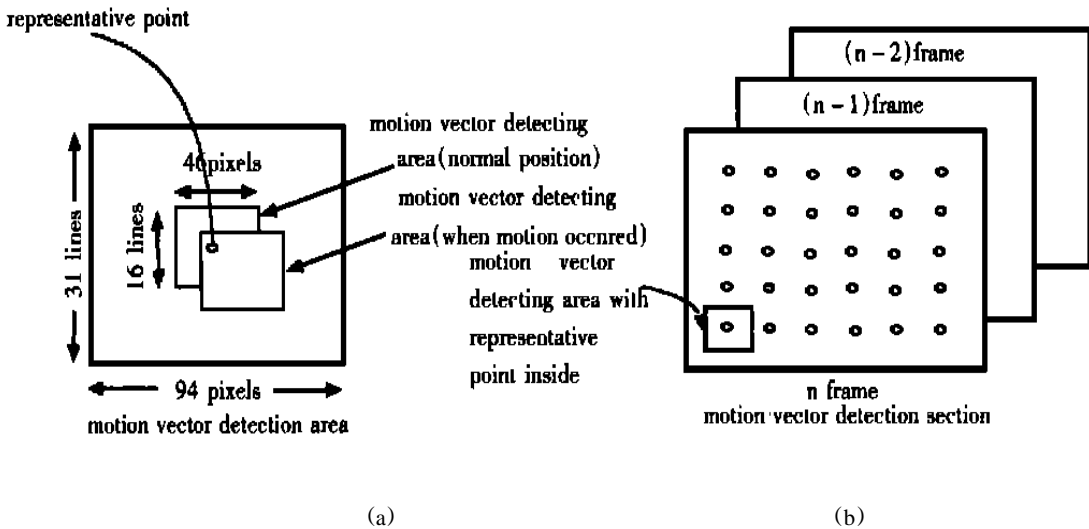 representative point
motion vector detecting
area(normal position)
motion vector detecting
area(when motion occnred)
46pixels
16 lines
31 lines
94 pixels
motion vector detection area
(a)
(n-2)frame
(n-1)frame
motion vector
detecting area with
representative
point inside
n frame
motion vector detection section
(b)